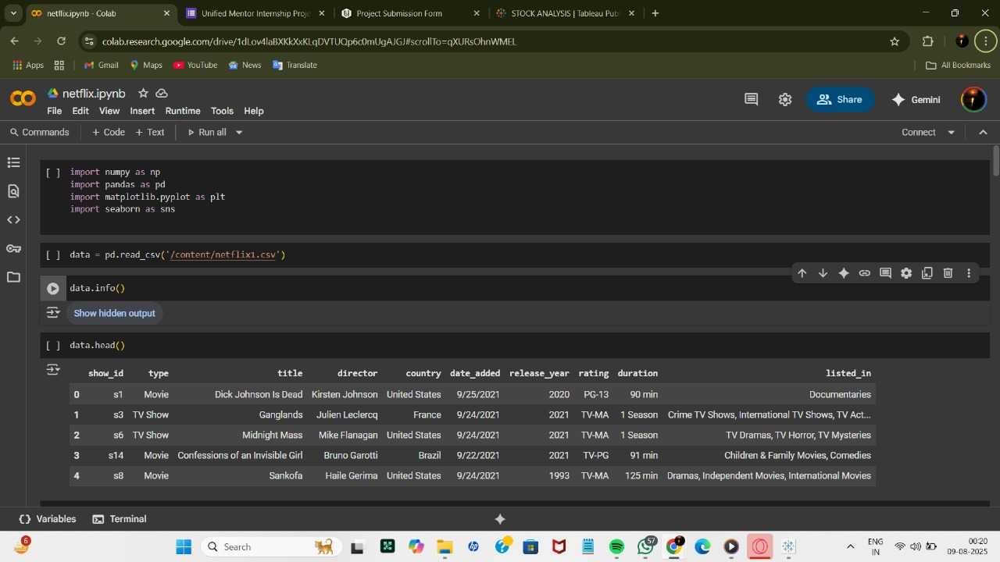 netflix.ipynb - Colab
Unified Mentor Internship Proje
Project Submission Form
STOCK ANALYSIS | Tableau Pub
colab.research.google.com/drive/1dLov4laBXKkXxKLqDVTUQp6c0mUgAJGJ#scrollTo=qXURsOhnWMEL
Apps Gmail Maps YouTube News Translate All Bookmarks
netflix.ipynb
Share Gemini
File Edit View Insert Runtime Tools Help
Commands + Code + Text Run all Connect
[ ] import numpy as np
import pandas as pd
import matplotlib.pyplot as plt
import seaborn as sns
[ ] data = pd.read_csv('/content/netflix1.csv')
data.info()
Show hidden output
[ ] data.head()
show_id type title director country date_added release_year rating duration listed_in
0 s1 Movie Dick Johnson Is Dead Kirsten Johnson United States 9/25/2021 2020 PG-13 90 min Documentaries
1 s3 TV Show Ganglands Julien Leclercq France 9/24/2021 2021 TV-MA 1 Season Crime TV Shows, International TV Shows, TV Act...
2 s6 TV Show Midnight Mass Mike Flanagan United States 9/24/2021 2021 TV-MA 1 Season TV Dramas, TV Horror, TV Mysteries
3 s14 Movie Confessions of an Invisible Girl Bruno Garotti Brazil 9/22/2021 2021 TV-PG 91 min Children & Family Movies, Comedies
4 s8 Movie Sankofa Haile Gerima United States 9/24/2021 1993 TV-MA 125 min Dramas, Independent Movies, International Movies
Variables Terminal
6 Search hp 57 ENG 00:20
IN 09-08-2025